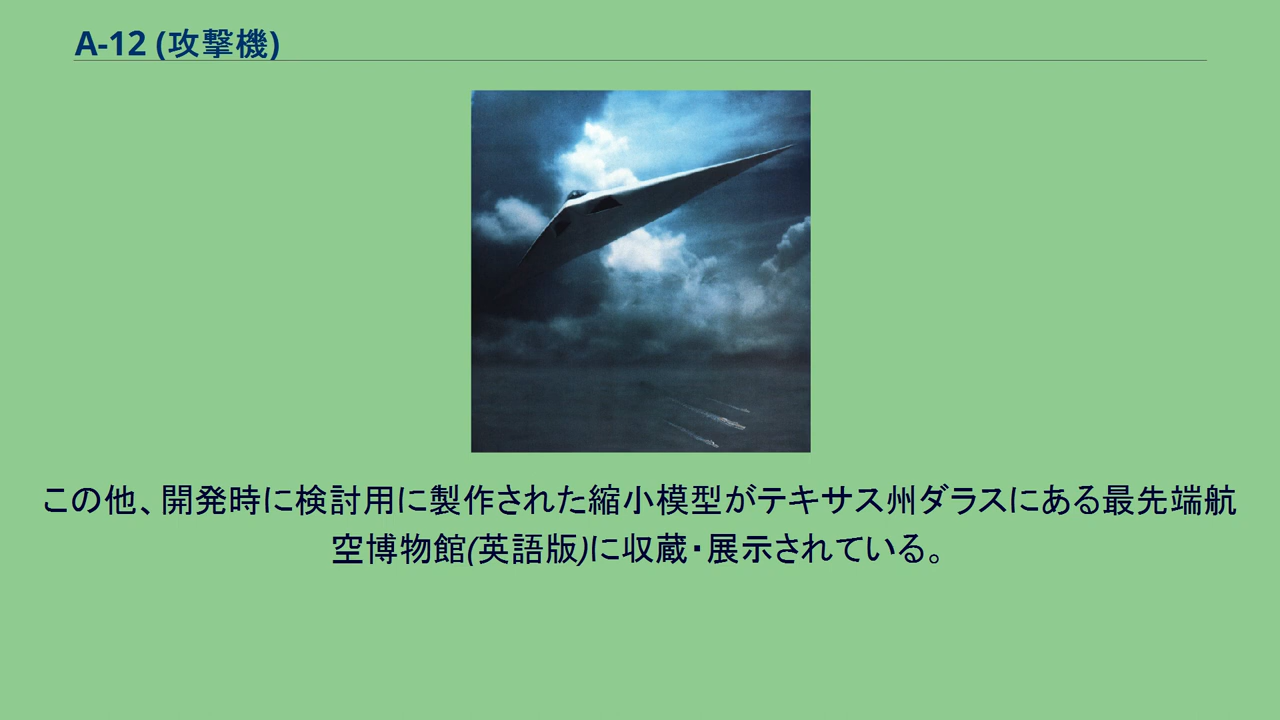 A-12 (攻撃機)
この他、開発時に検討用に製作された縮小模型がテキサス州ダラスにある最先端航
空博物館(英語版)に収蔵・展示されている。